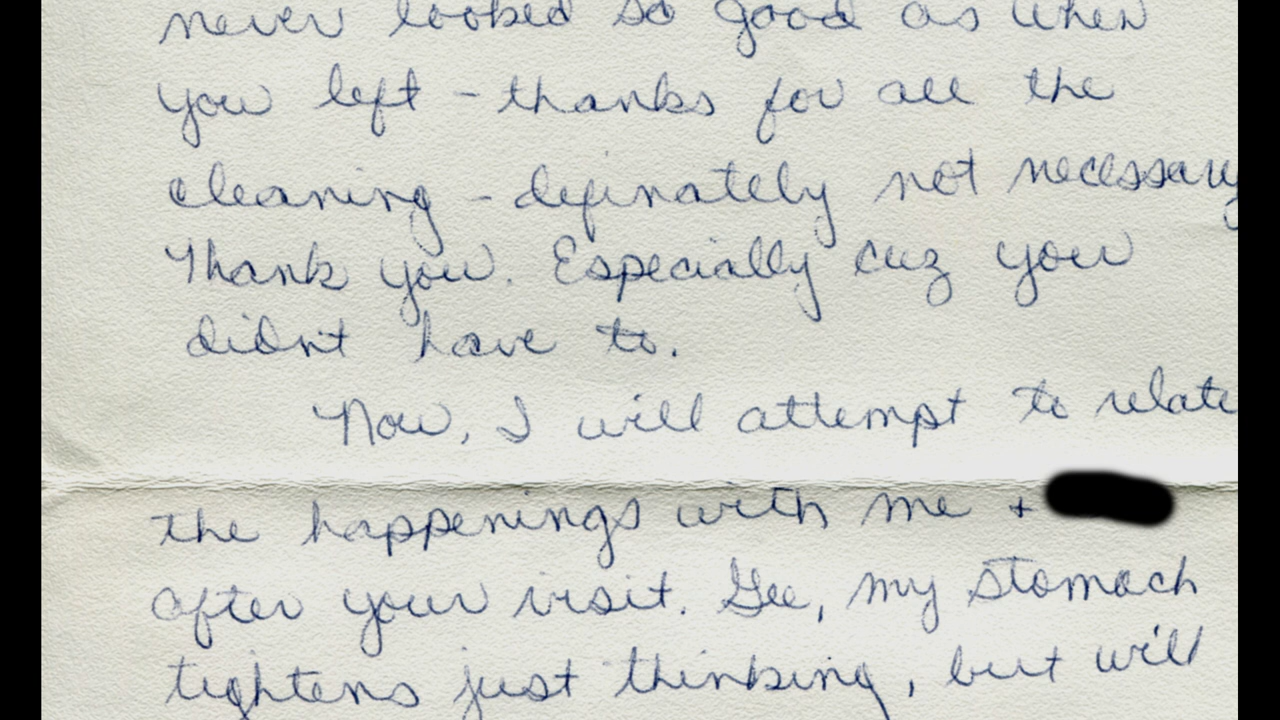 never looked so good as when
you left - thanks for all the
cleaning - definately not necessary
Thank you. Especially cuz you
didn't have to.
Now, I will attempt to relate
the happenings with me +
after your visit. Gee, my stomach
tightens just thinking, but will